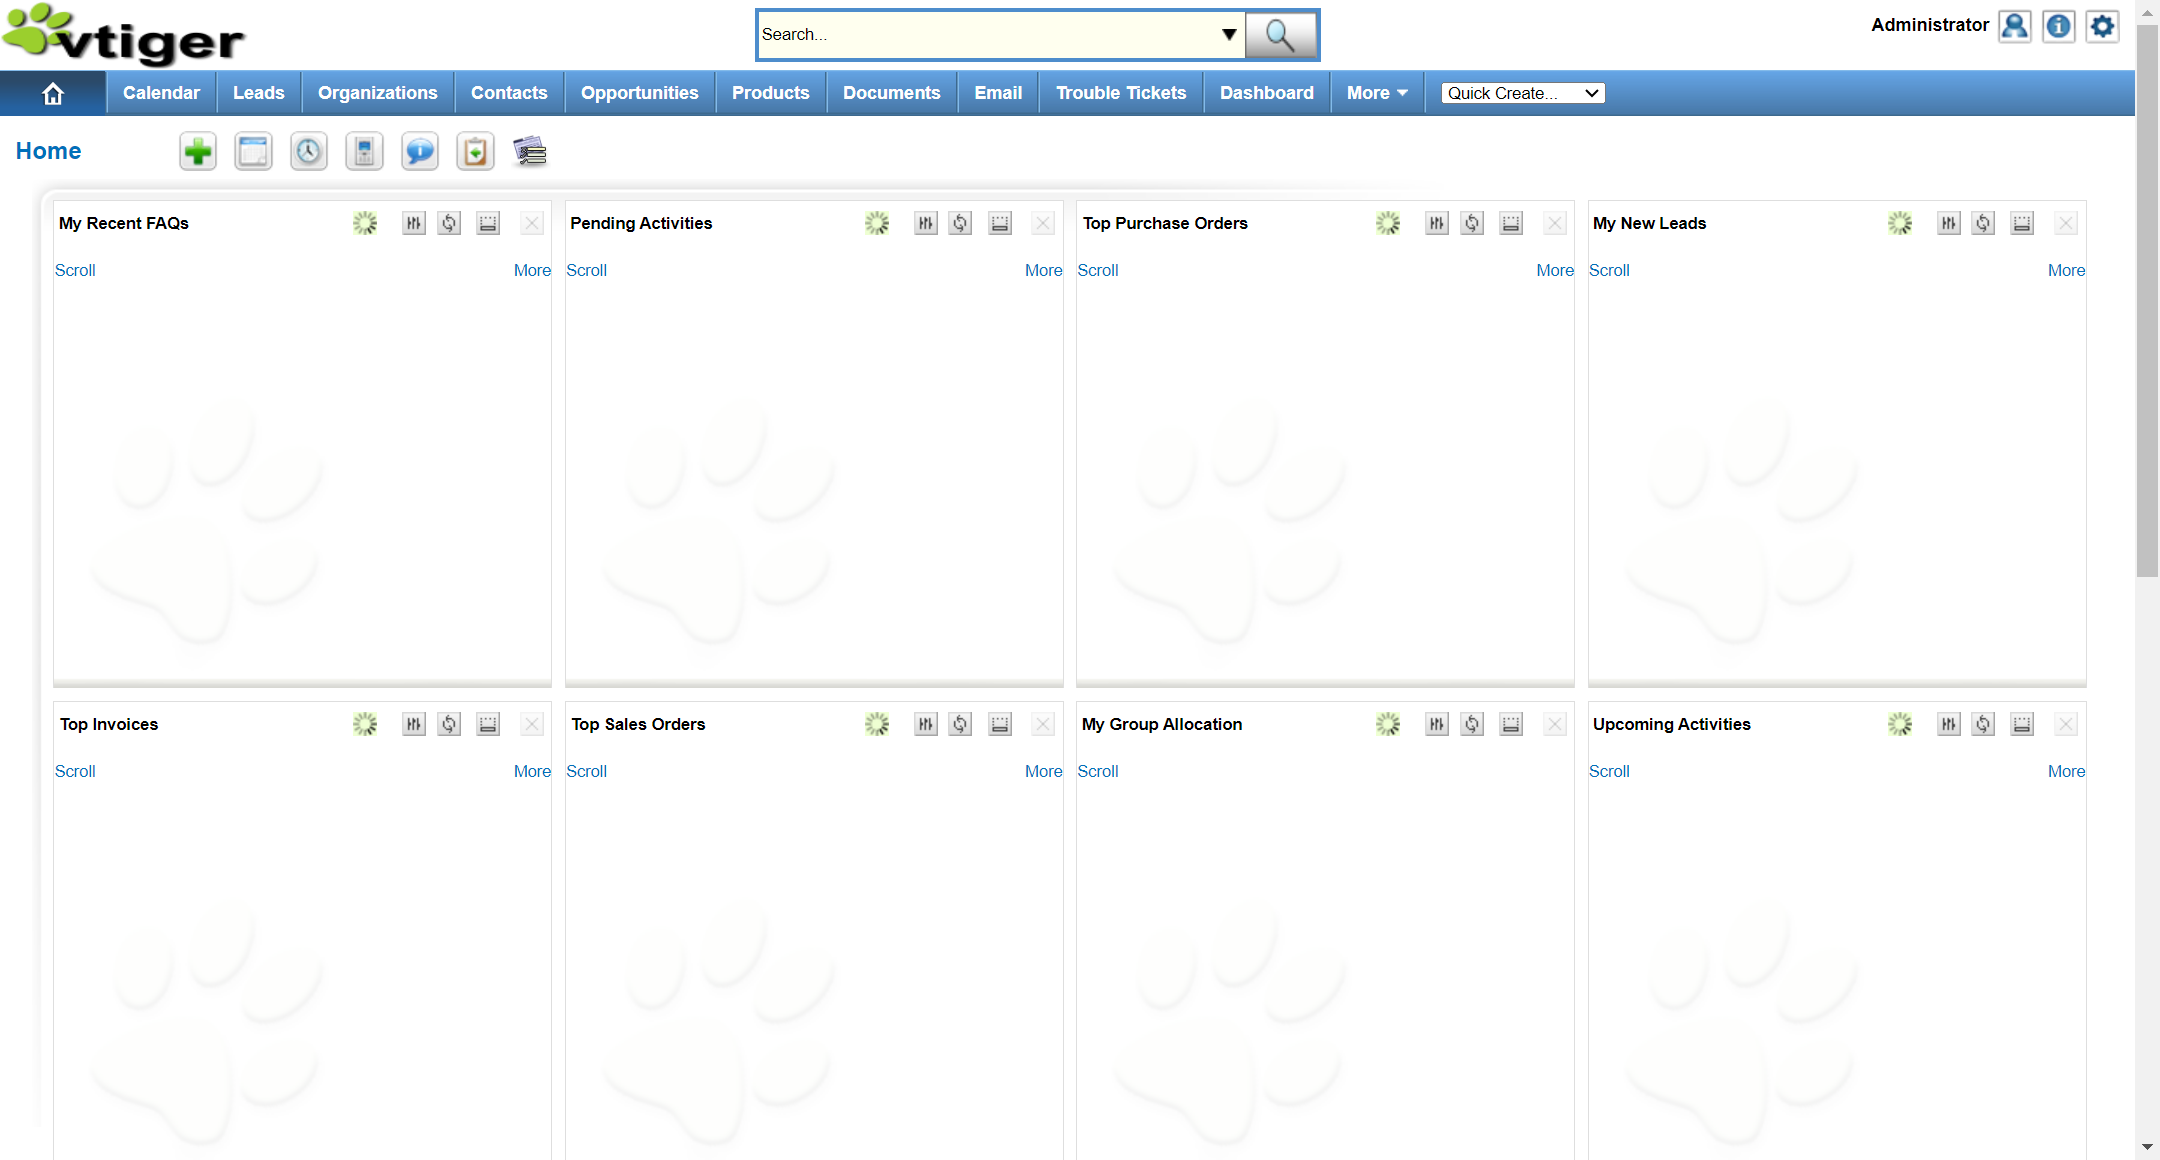 vtiger
Search...
Administrator
Calendar Leads Organizations Contacts Opportunities Products Documents Email Trouble Tickets Dashboard More Quick Create...
Home
My Recent FAQs Pending Activities Top Purchase Orders My New Leads
Scroll More Scroll More Scroll More Scroll More
Top Invoices Top Sales Orders My Group Allocation Upcoming Activities
Scroll More Scroll More Scroll Scroll More